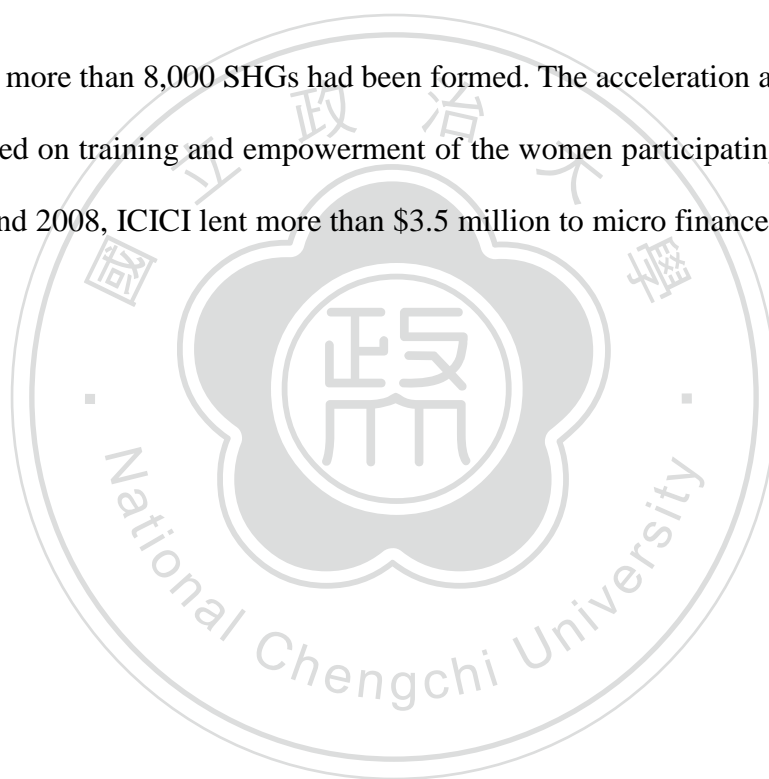 more than 8,000 SHGs had been formed. The acceleration a
ed on training and empowerment of the women participating
nd 2008, ICICI lent more than $3.5 million to micro finance
國立政治大學
政
National Chengchi University